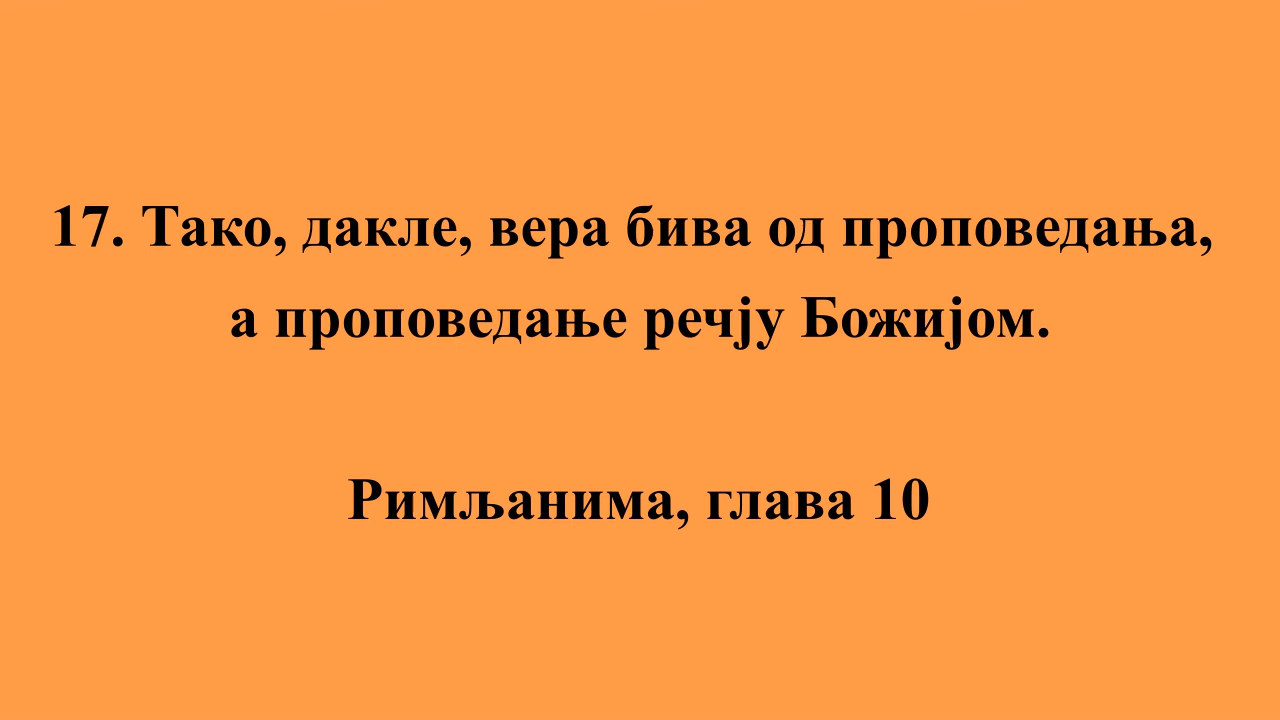 17. Тако, дакле, вера бива од проповедања,
а проповедање речју Божијом.
Римљанима, глава 10